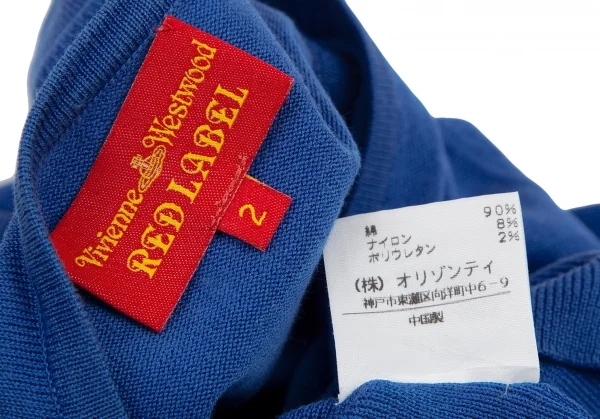 Vivienne Westwood
RED LABEL
2
綿 90%
ナイロン 8%
ポリウレタン 2%
(株) オリゾンティ
神戸市東灘区向洋町中6-9
中国製